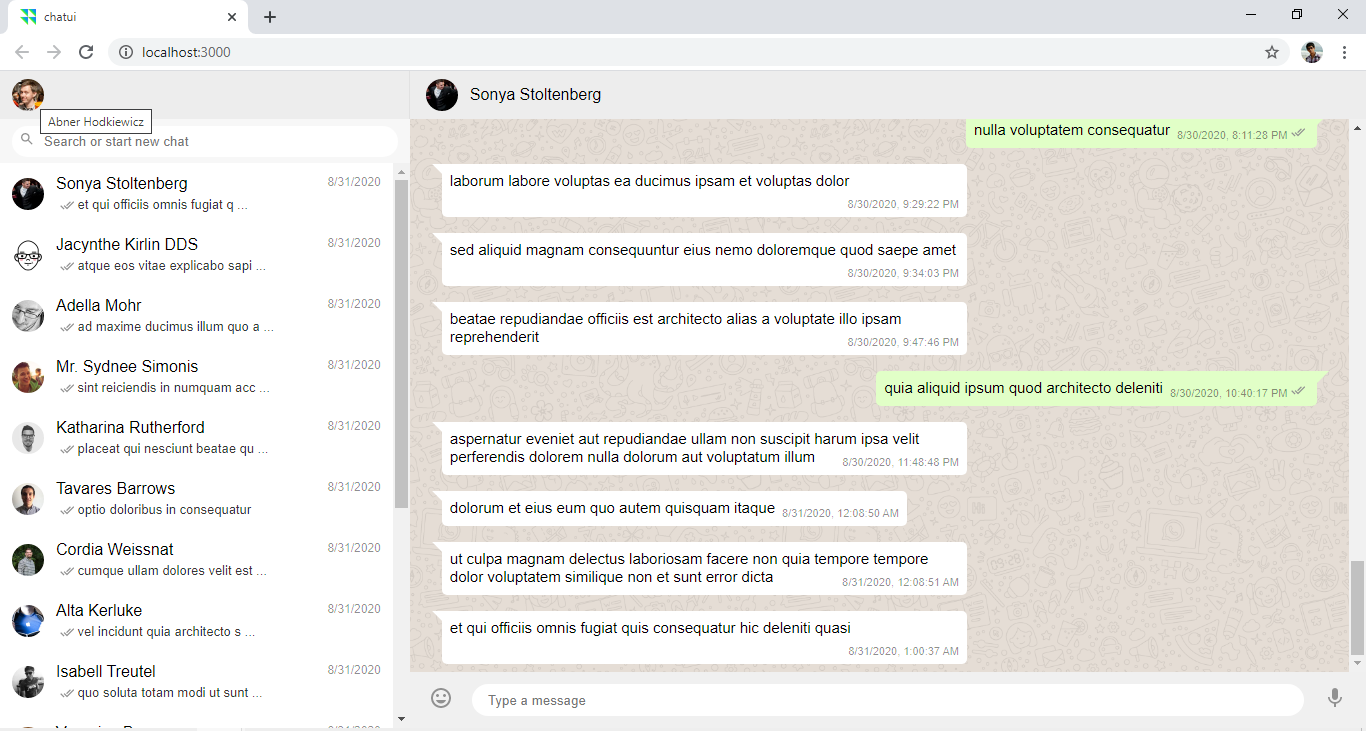 chatui
localhost:3000
Abner Hodkiewicz
Search or start new chat
Sonya Stoltenberg
8/31/2020
et qui officiis omnis fugiat q ...
Jacynthe Kirlin DDS
8/31/2020
atque eos vitae explicabo sapi ...
Adella Mohr
8/31/2020
ad maxime ducimus illum quo a ...
Mr. Sydnee Simonis
8/31/2020
sint reiciendis in numquam acc ...
Katharina Rutherford
8/31/2020
placeat qui nesciunt beatae qu ...
Tavares Barrows
8/31/2020
optio doloribus in consequatur
Cordia Weissnat
8/31/2020
cumque ullam dolores velit est ...
Alta Kerluke
8/31/2020
vel incidunt quia architecto s ...
Isabell Treutel
8/31/2020
quo soluta totam modi ut sunt ...
Sonya Stoltenberg
nulla voluptatem consequatur 8/30/2020, 8:11:28 PM
laborum labore voluptas ea ducimus ipsam et voluptas dolor
8/30/2020, 9:29:22 PM
sed aliquid magnam consequuntur eius nemo doloremque quod saepe amet
8/30/2020, 9:34:03 PM
beatae repudiandae officiis est architecto alias a voluptate illo ipsam
reprehenderit 8/30/2020, 9:47:46 PM
quia aliquid ipsum quod architecto deleniti 8/30/2020, 10:40:17 PM
aspernatur eveniet aut repudiandae ullam non suscipit harum ipsa velit
perferendis dolorem nulla dolorum aut voluptatum illum 8/30/2020, 11:48:48 PM
dolorum et eius eum quo autem quisquam itaque 8/31/2020, 12:08:50 AM
ut culpa magnam delectus laboriosam facere non quia tempore tempore
dolor voluptatem similique non et sunt error dicta 8/31/2020, 12:08:51 AM
et qui officiis omnis fugiat quis consequatur hic deleniti quasi
8/31/2020, 1:00:37 AM
Type a message